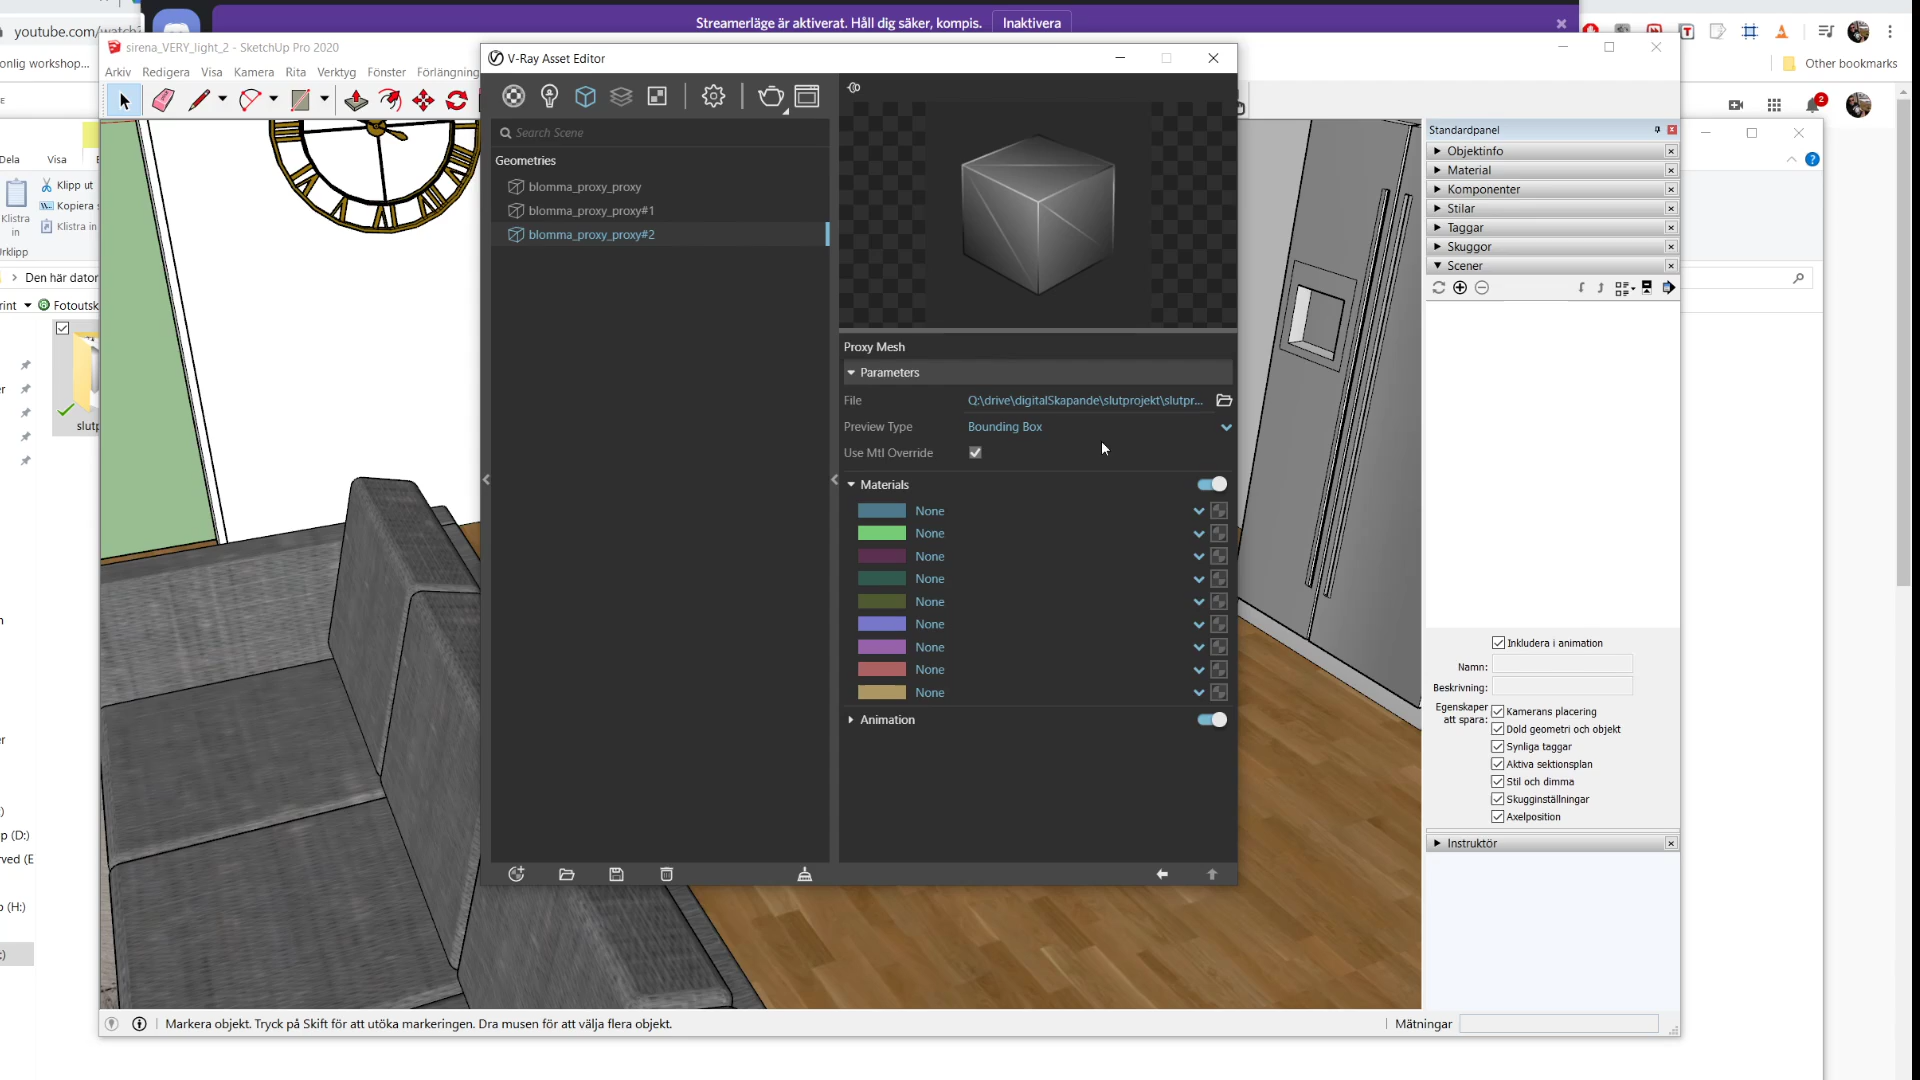 Streamerläge är aktiverat. Håll dig säker, kompis. Inaktivera
youtube.com/watch?
onlig workshop...
Other bookmarks
2
sirena_VERY_light_2 - SketchUp Pro 2020
Arkiv Redigera Visa Kamera Rita Verktyg Fönster Förlängning
V-Ray Asset Editor
Search Scene
Geometries
blomma_proxy_proxy
blomma_proxy_proxy#1
blomma_proxy_proxy#2
Proxy Mesh
Parameters
File Q:\drive\digitalSkapande\slutprojekt\slutpr...
Preview Type Bounding Box
Use Mtl Override
Materials
None
None
None
None
None
None
None
None
None
Animation
Dela Visa
Klipp ut
Kopiera
Klistra in
Klistra in
rklipp
Den här dator
rint Fotoutsk
slutp
p (D:)
rved (E
p (H:)
Standardpanel
Objektinfo
Material
Komponenter
Stilar
Taggar
Skuggor
Scener
Inkludera i animation
Namn:
Beskrivning:
Egenskaper att spara:
Kamerans placering
Dold geometri och objekt
Synliga taggar
Aktiva sektionsplan
Stil och dimma
Skugginställningar
Axelposition
Instruktör
Markera objekt. Tryck på Skift för att utöka markeringen. Dra musen för att välja flera objekt.
Mätningar